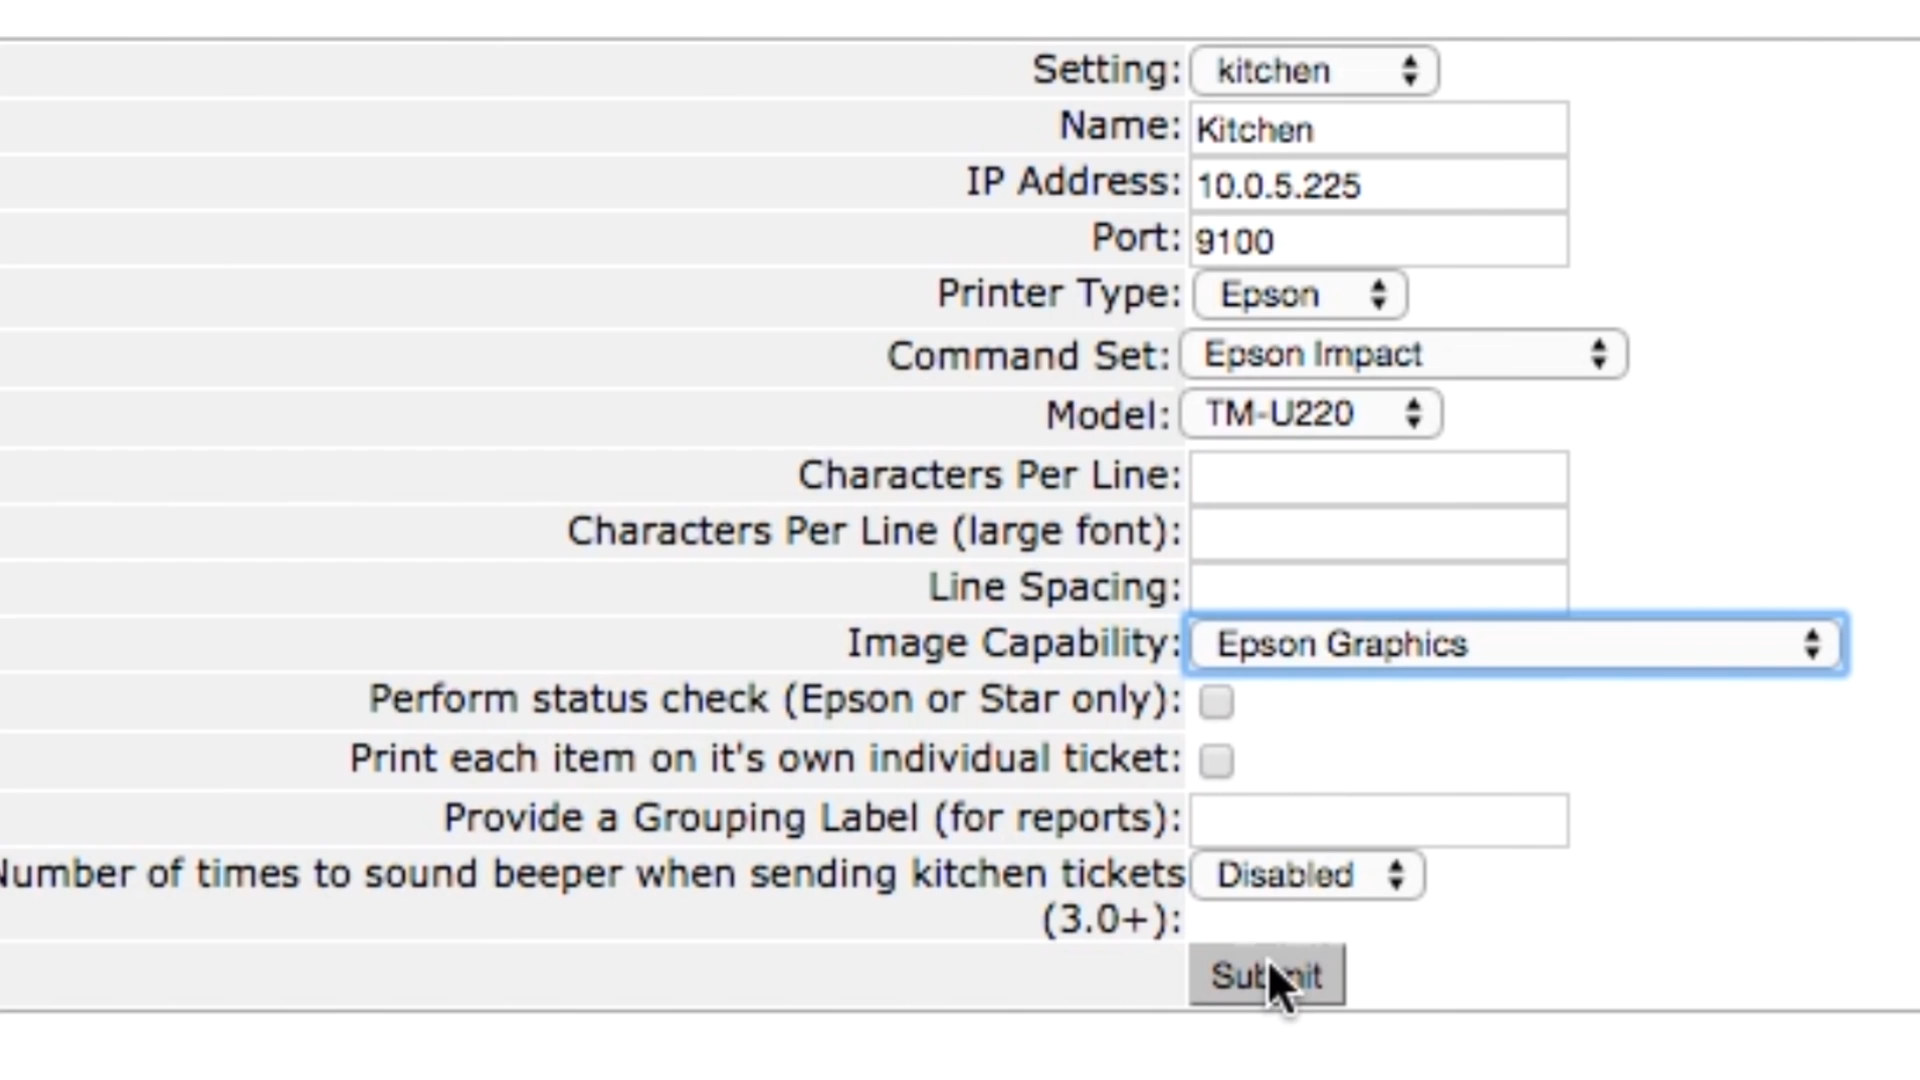 Setting: kitchen
Name: Kitchen
IP Address: 10.0.5.225
Port: 9100
Printer Type: Epson
Command Set: Epson Impact
Model: TM-U220
Characters Per Line:
Characters Per Line (large font):
Line Spacing:
Image Capability: Epson Graphics
Perform status check (Epson or Star only):
Print each item on it's own individual ticket:
Provide a Grouping Label (for reports):
Number of times to sound beeper when sending kitchen tickets Disabled
(3.0+):
Submit